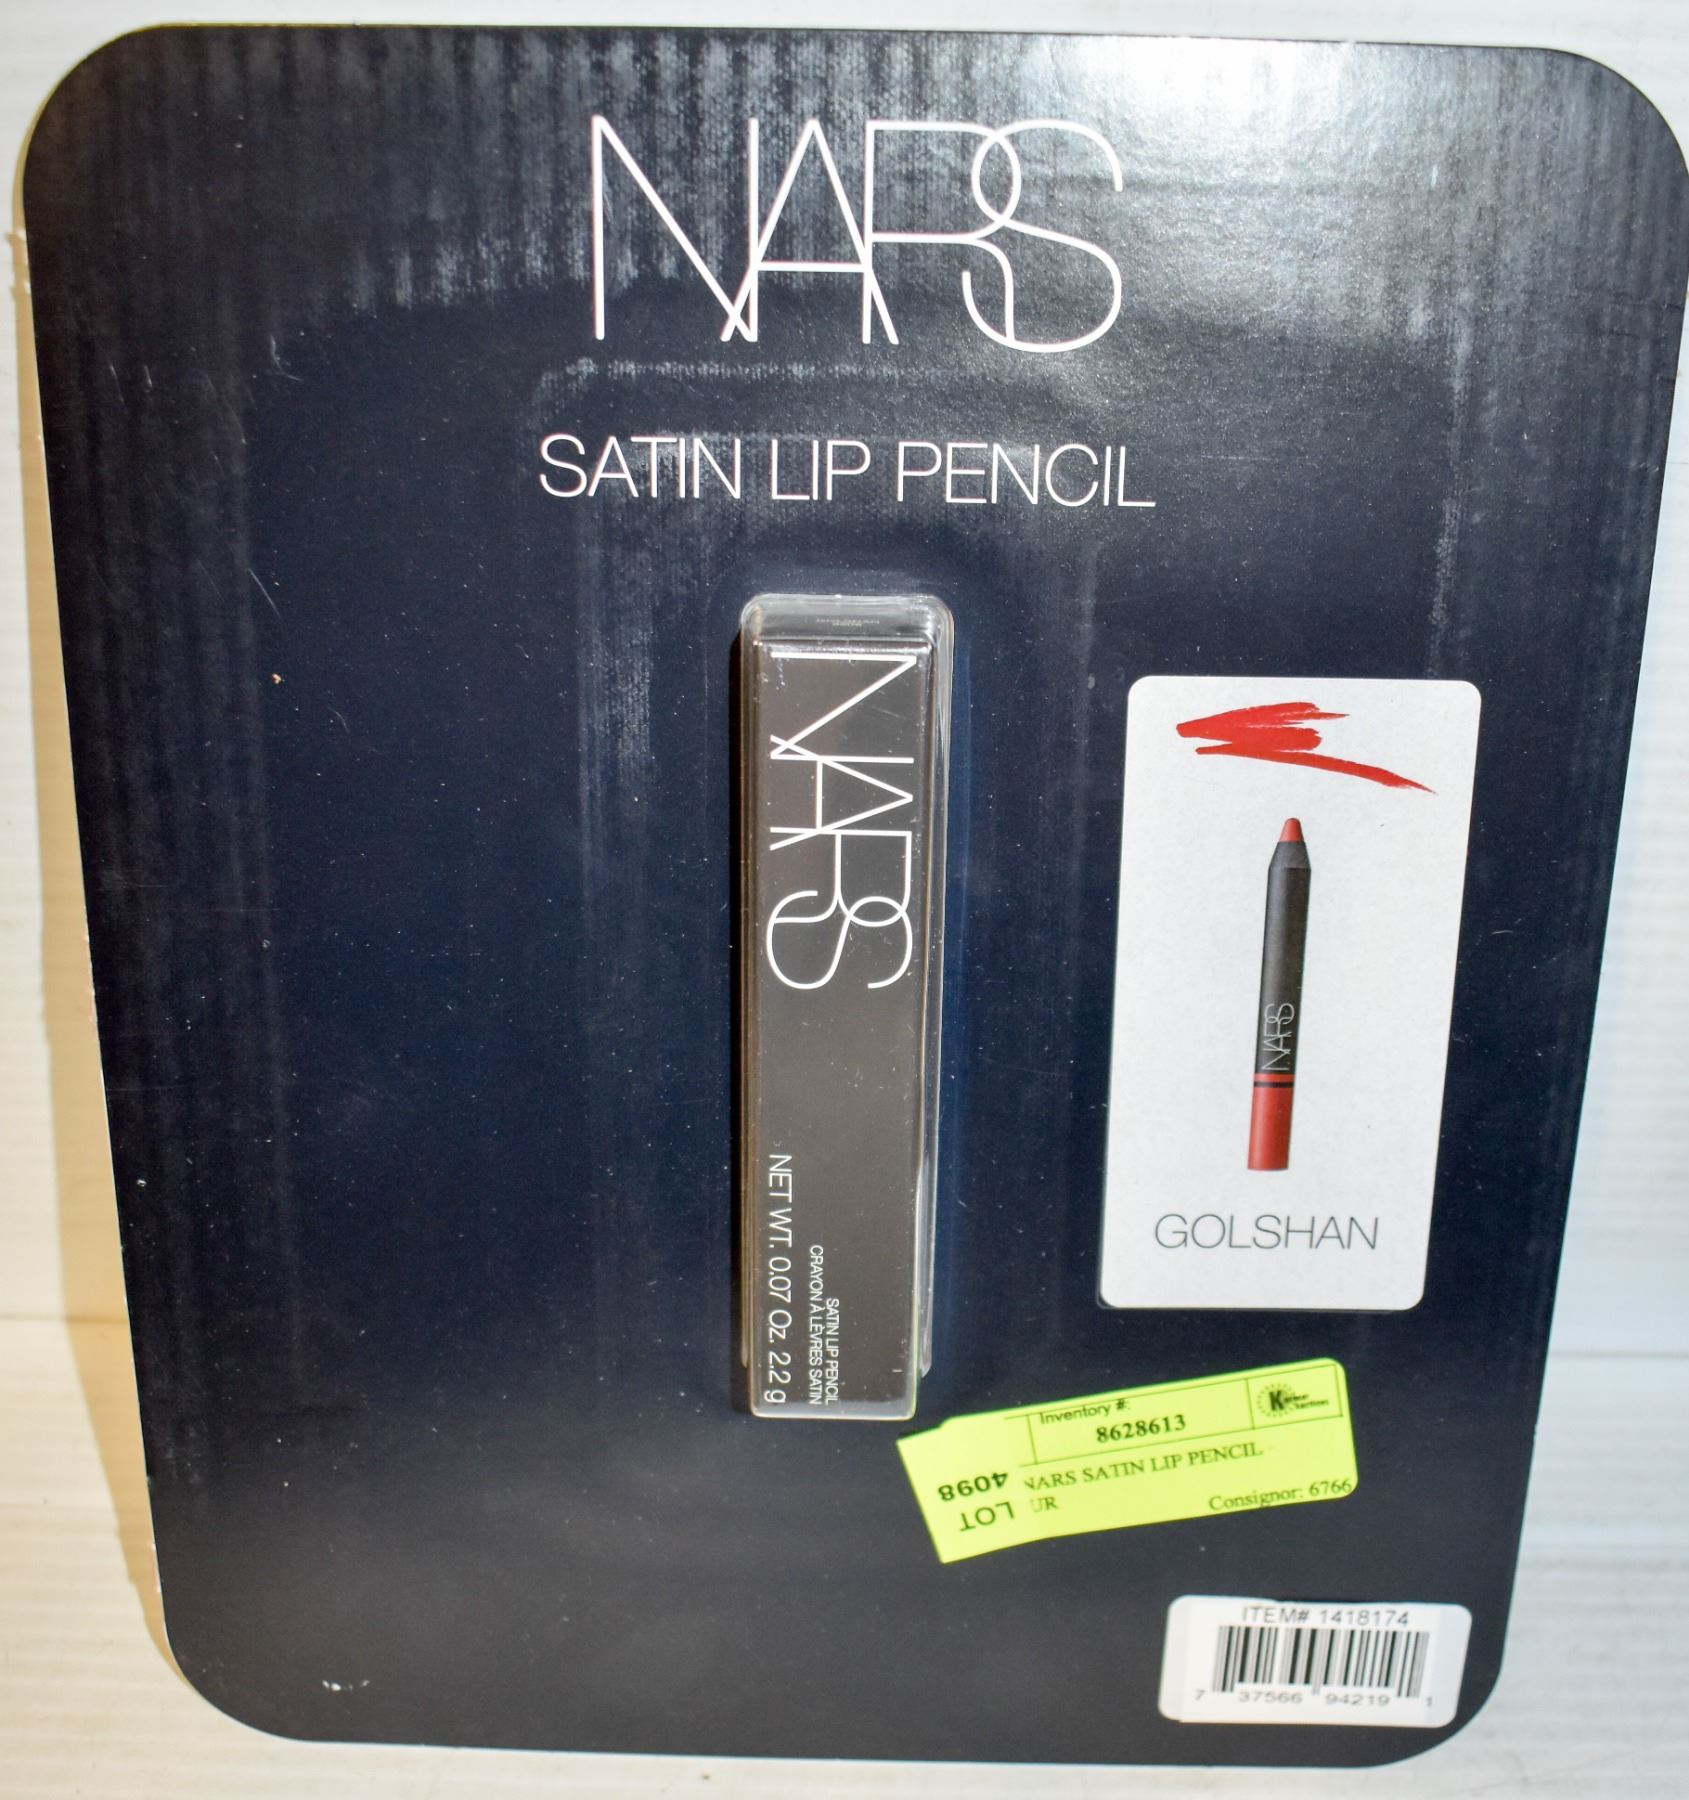 NARS
SATIN LIP PENCIL
NARS
SATIN LIP PENCIL
CRAYON À LÈVRES SATIN
NET WT. 0.07 Oz. 2.2 g
NARS
GOLSHAN
Inventory #:
8628613
NARS SATIN LIP PENCIL
UR
Consignor: 6766
LOT
4098
ITEM# 1418174
7 37566 94219 1